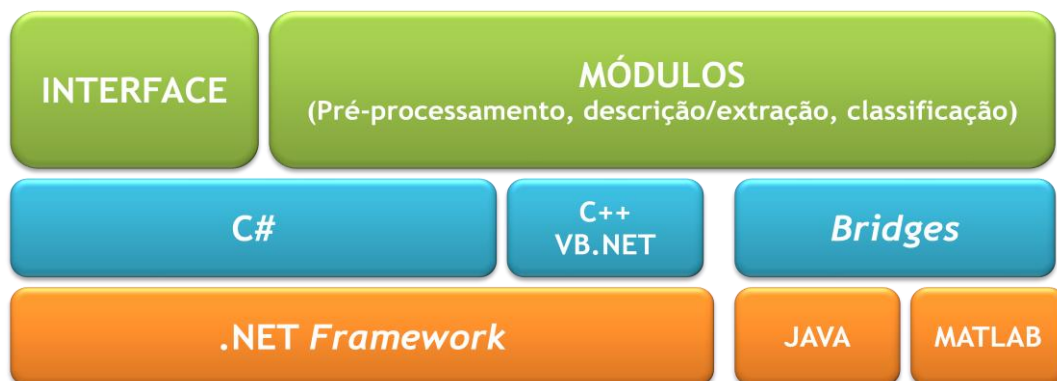 INTERFACE
MÓDULOS
(Pré-processamento, descrição/extração, classificação)
C#
C++
VB.NET
Bridges
.NET Framework
JAVA
MATLAB